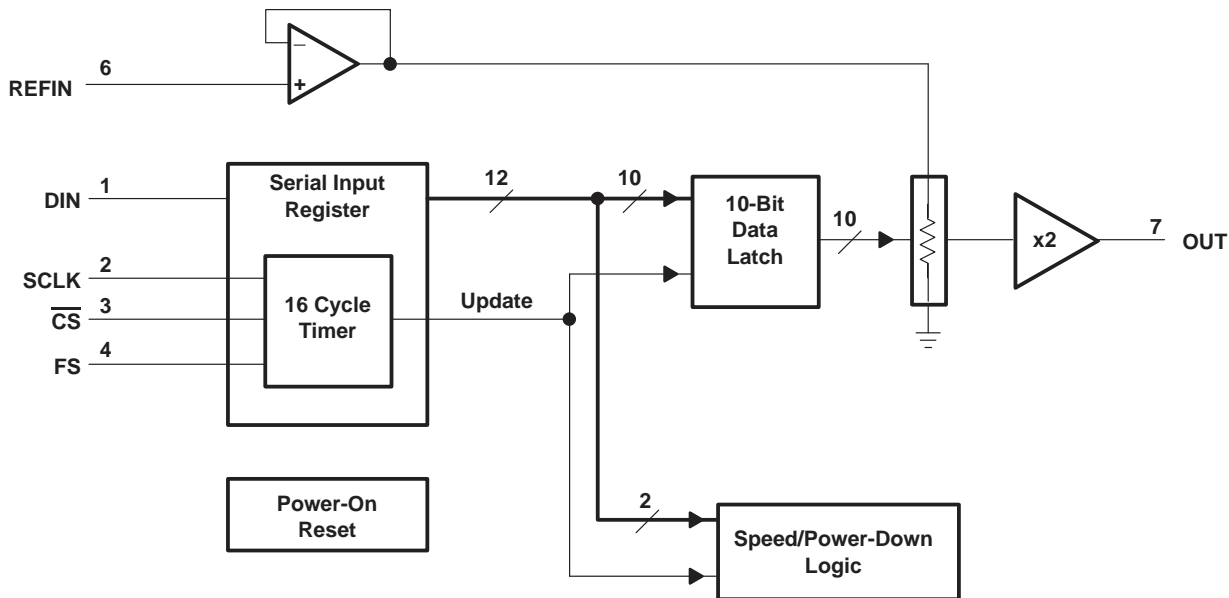 6
REFIN
–
+
DIN
1
Serial Input
Register
12
10
10-Bit
Data
Latch
10
x2
7
OUT
SCLK
2
CS
3
FS
4
16 Cycle
Timer
Update
Power-On
Reset
2
Speed/Power-Down
Logic